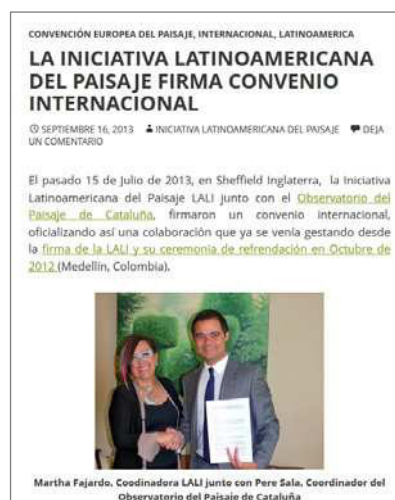 CONVENCIÓN EUROPEA DEL PAISAJE, INTERNACIONAL, LATINOAMERICA
LA INICIATIVA LATINOAMERICANA
DEL PAISAJE FIRMA CONVENIO
INTERNACIONAL
SEPTIEMBRE 16, 2013 INICIATIVA LATINOAMERICANA DEL PAISAJE DEJA
UN COMENTARIO
El pasado 15 de Julio de 2013, en Sheffield Inglaterra, la Iniciativa
Latinoamericana del Paisaje LALI junto con el Observatorio del
Paisaje de Cataluña, firmaron un convenio internacional,
oficializando así una colaboración que ya se venía gestando desde
la firma de la LALI y su ceremonia de refrendación en Octubre de
2012 (Medellín, Colombia).
Martha Fajardo, Coodinadora LALI junto con Pere Sala, Coordinador del
Observatorio del Paisaje de Cataluña